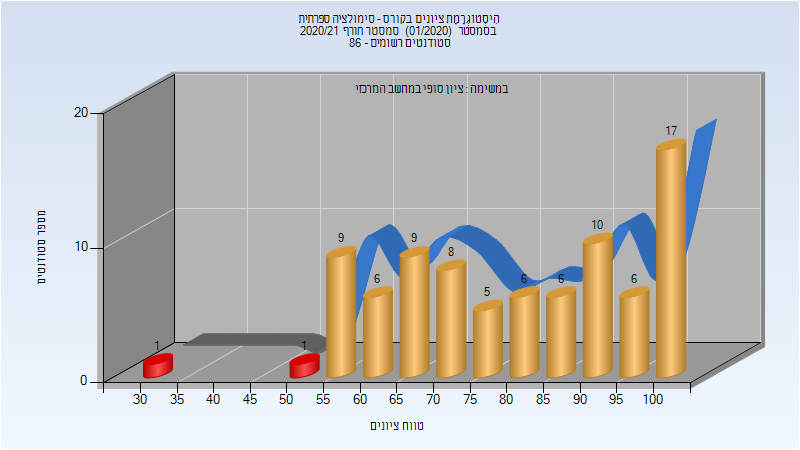 היסטוגרמת ציונים בקורס - סימולציה ספרתית
בסמסטר (01/2020) סמסטר חורף 2020/21
סטודנטים רשומים - 86
במשימה : ציון סופי במחשב המרכזי
מספר סטודנטים
20
10
0
1
1
9
6
9
8
5
6
6
10
6
17
30 35 40 45 50 55 60 65 70 75 80 85 90 95 100
טווח ציונים